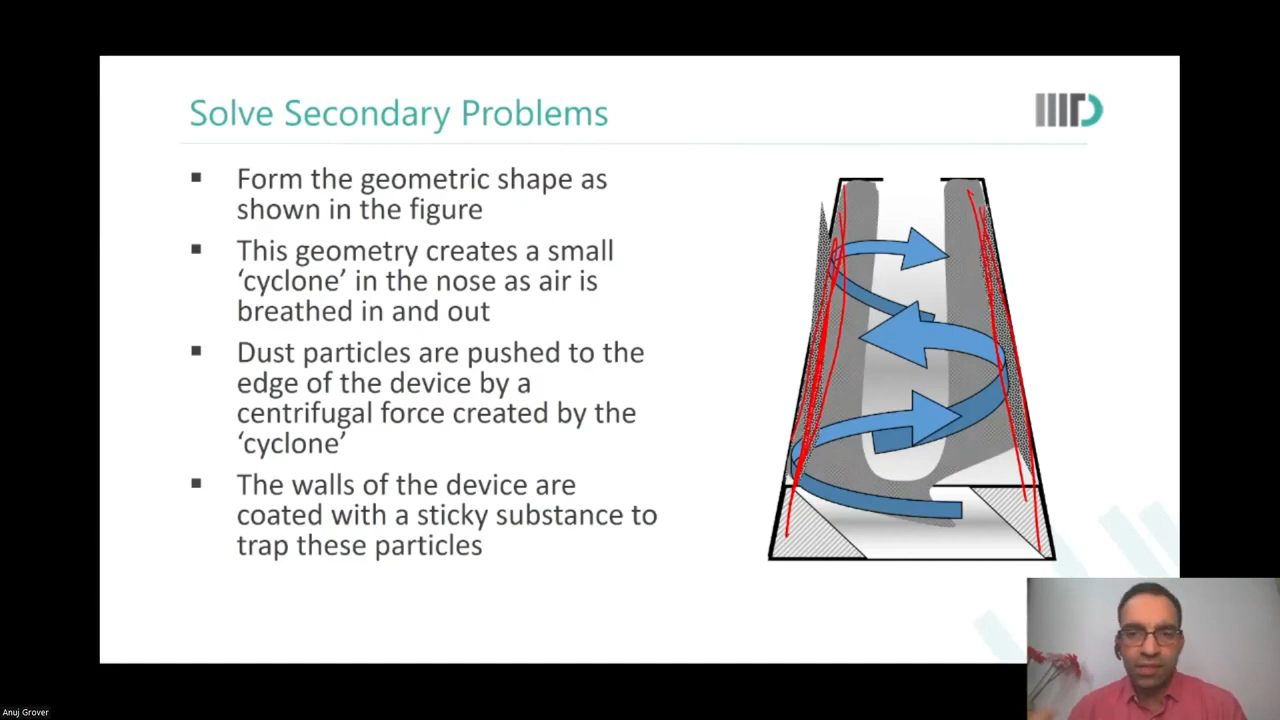 Solve Secondary Problems
IIITD
▪ Form the geometric shape as
shown in the figure
▪ This geometry creates a small
‘cyclone’ in the nose as air is
breathed in and out
▪ Dust particles are pushed to the
edge of the device by a
centrifugal force created by the
‘cyclone’
▪ The walls of the device are
coated with a sticky substance to
trap these particles
Anuj Grover